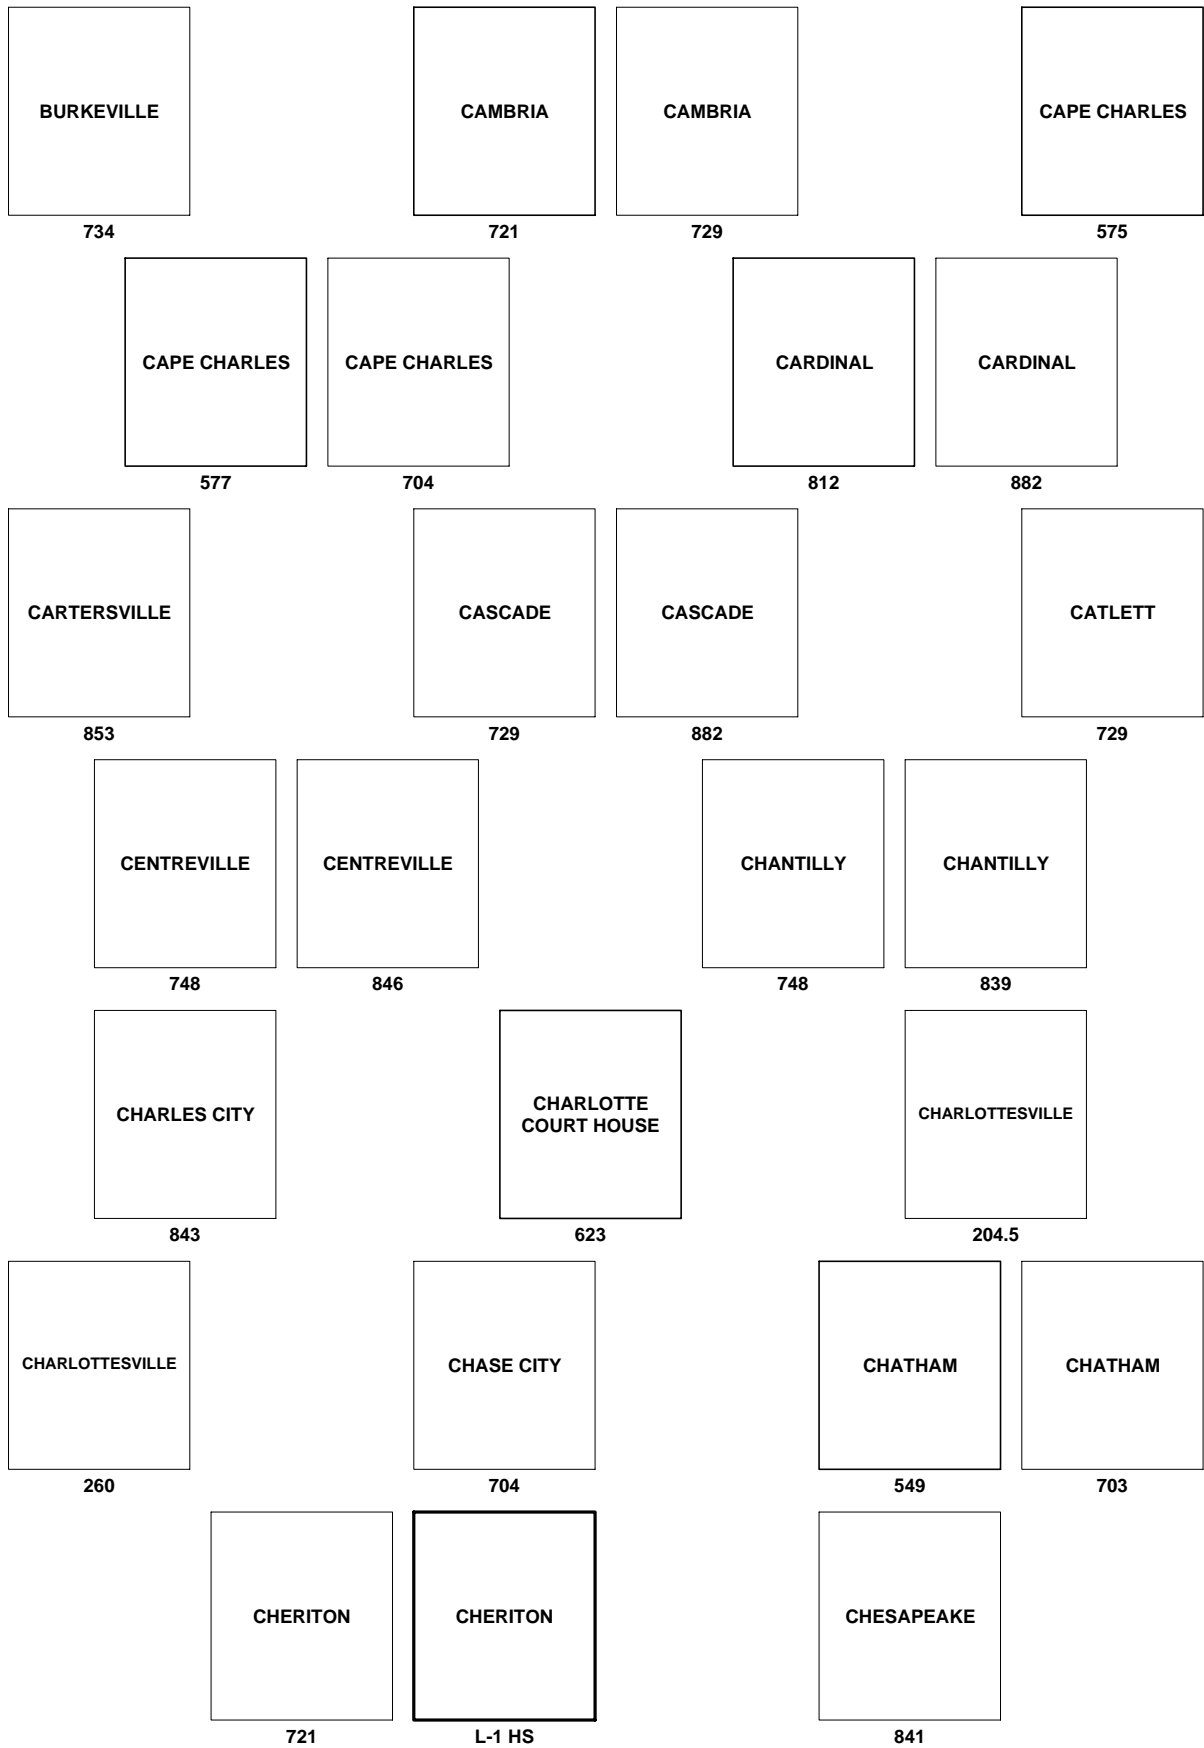 BURKEVILLE
734
CAMBRIA
721
CAMBRIA
729
CAPE CHARLES
575
CAPE CHARLES
577
CAPE CHARLES
704
CARDINAL
812
CARDINAL
882
CARTERSVILLE
853
CASCADE
729
CASCADE
882
CATLETT
729
CENTREVILLE
748
CENTREVILLE
846
CHANTILLY
748
CHANTILLY
839
CHARLES CITY
843
CHARLOTTE
COURT HOUSE
623
CHARLOTTESVILLE
204.5
CHARLOTTESVILLE
260
CHASE CITY
704
CHATHAM
549
CHATHAM
703
CHERITON
721
CHERITON
L-1 HS
CHESAPEAKE
841